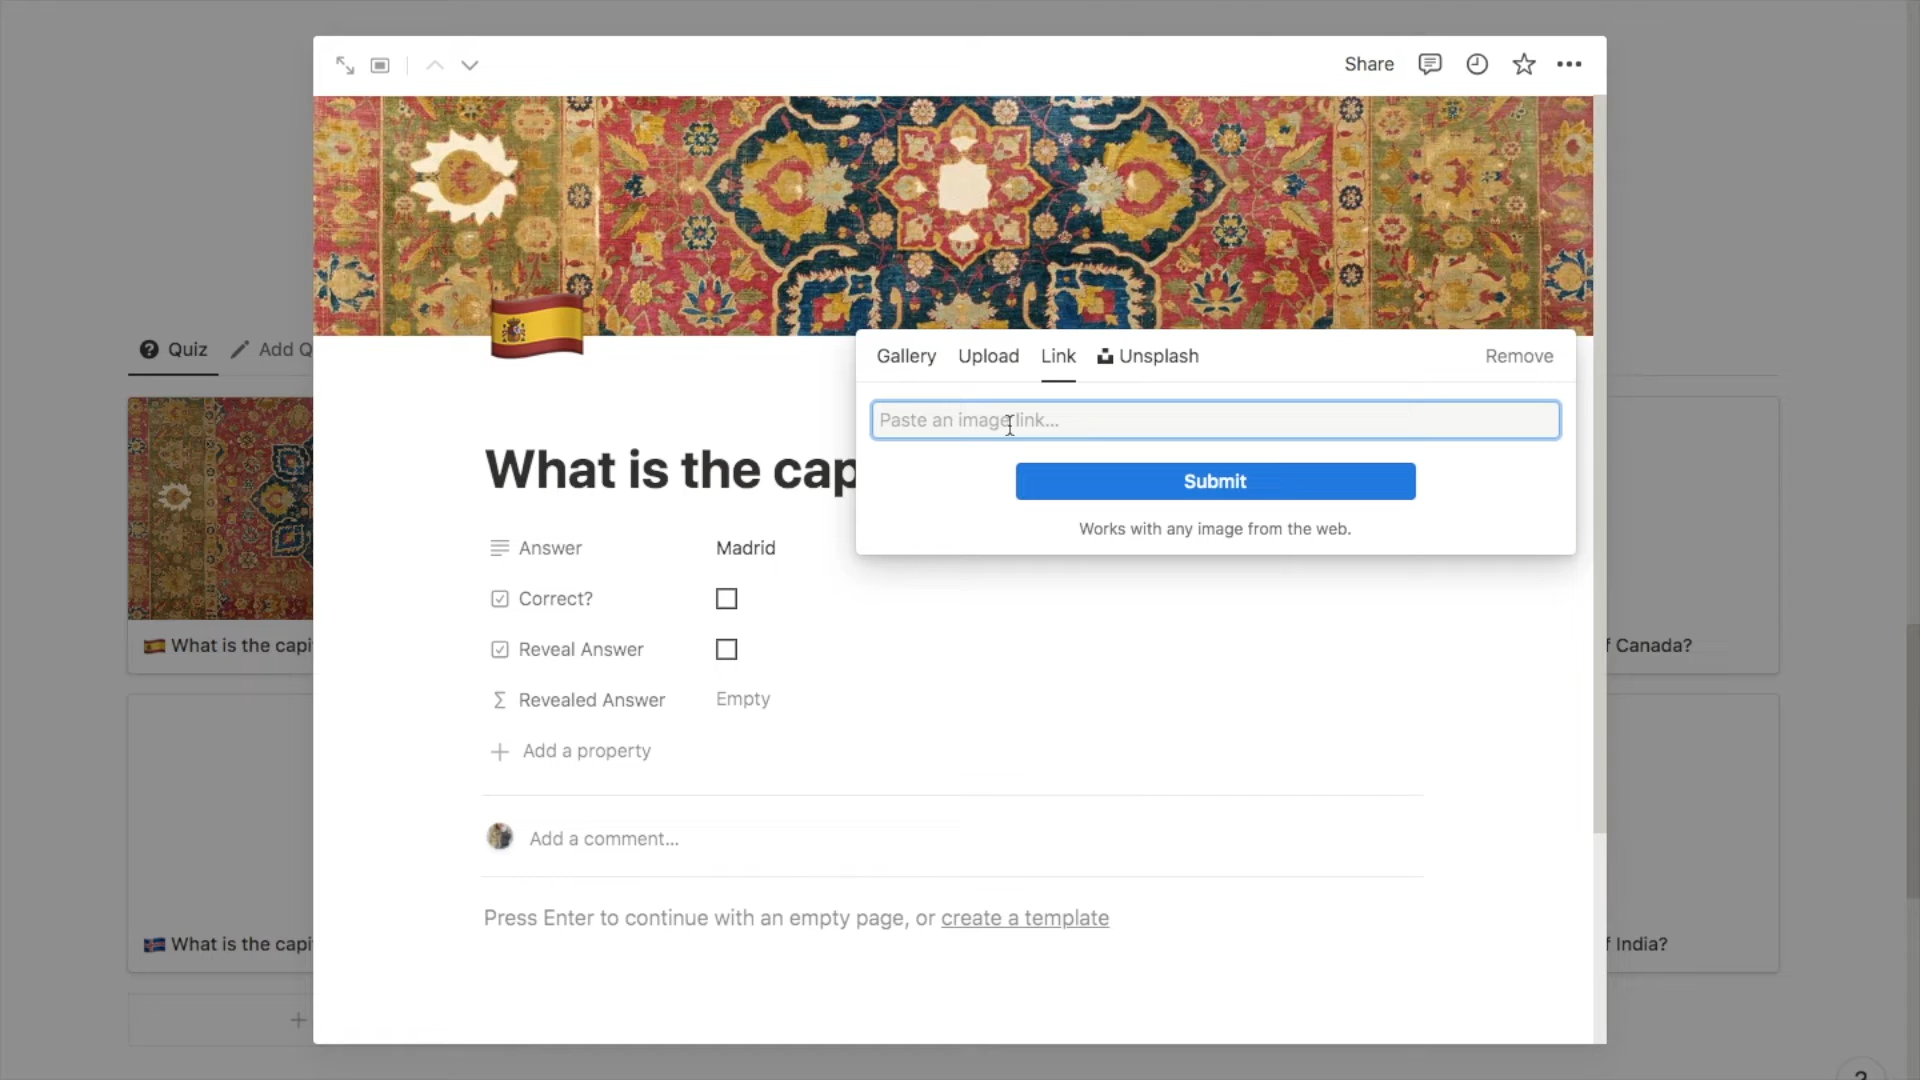 Share
Quiz
Add Q
Gallery Upload Link Unsplash Remove
Paste an image link...
Submit
Works with any image from the web.
What is the cap
Answer Madrid
Correct?
Reveal Answer
Revealed Answer Empty
Add a property
Add a comment...
Press Enter to continue with an empty page, or create a template
What is the capi
f Canada?
What is the capi
f India?
?